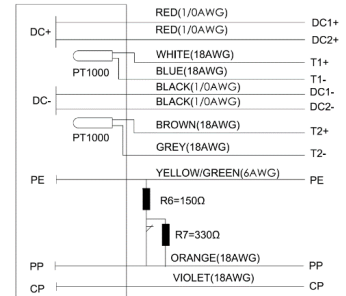 RED(1/0AWG) DC1+
DC+ RED(1/0AWG) DC2+
WHITE(18AWG) T1+
PT1000 BLUE(18AWG) T1-
BLACK(1/0AWG) DC1-
DC- BLACK(1/0AWG) DC2-
BROWN(18AWG) T2+
PT1000
GREY(18AWG) T2-
YELLOW/GREEN(6AWG)
PE PE
R6=150Ω
R7=330Ω
ORANGE(18AWG)
PP PP
VIOLET(18AWG)
CP CP